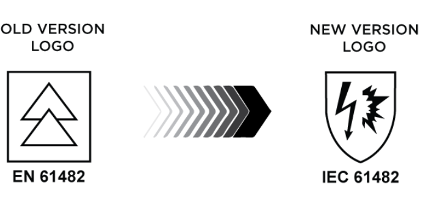 OLD VERSION
LOGO
EN 61482
NEW VERSION
LOGO
IEC 61482